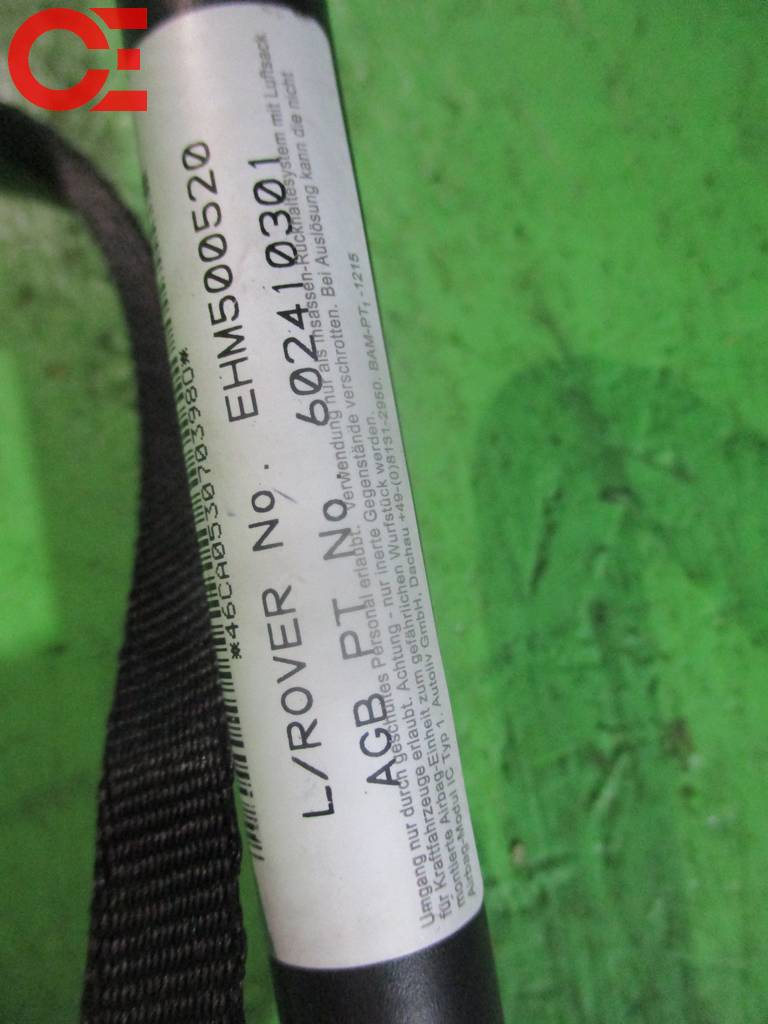 CE
*46CA0530703980*
L/ROVER No. EHM500520
AGB PT No. 602410301
Umgang nur durch geschultes Personal erlaubt. Verwendung nur als Insassen-Rückhaltesystem mit Luftsack
für Kraftfahrzeuge erlaubt. Achtung - nur inerte Gegenstände verschrotten. Bei Auslösung kann die nicht
montierte Airbag-Einheit zum gefährlichen Wurfstück werden.
Airbag-Modul IC Typ 1. Autoliv GmbH, Dachau +49-(0)8131-2950. BAM-PT1 -1215